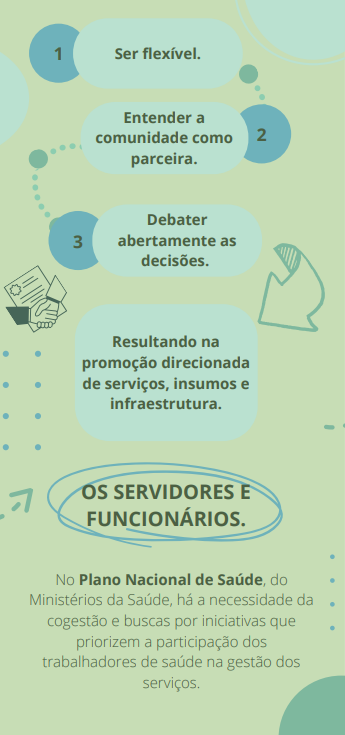 1
Ser flexível.
Entender a
comunidade como
parceira.
2
3
Debater
abertamente as
decisões.
Resultando na
promoção direcionada
de serviços, insumos e
infraestrutura.
OS SERVIDORES E
FUNCIONÁRIOS.
No Plano Nacional de Saúde, do
Ministérios da Saúde, há a necessidade da
cogestão e buscas por iniciativas que
priorizem a participação dos
trabalhadores de saúde na gestão dos
serviços.